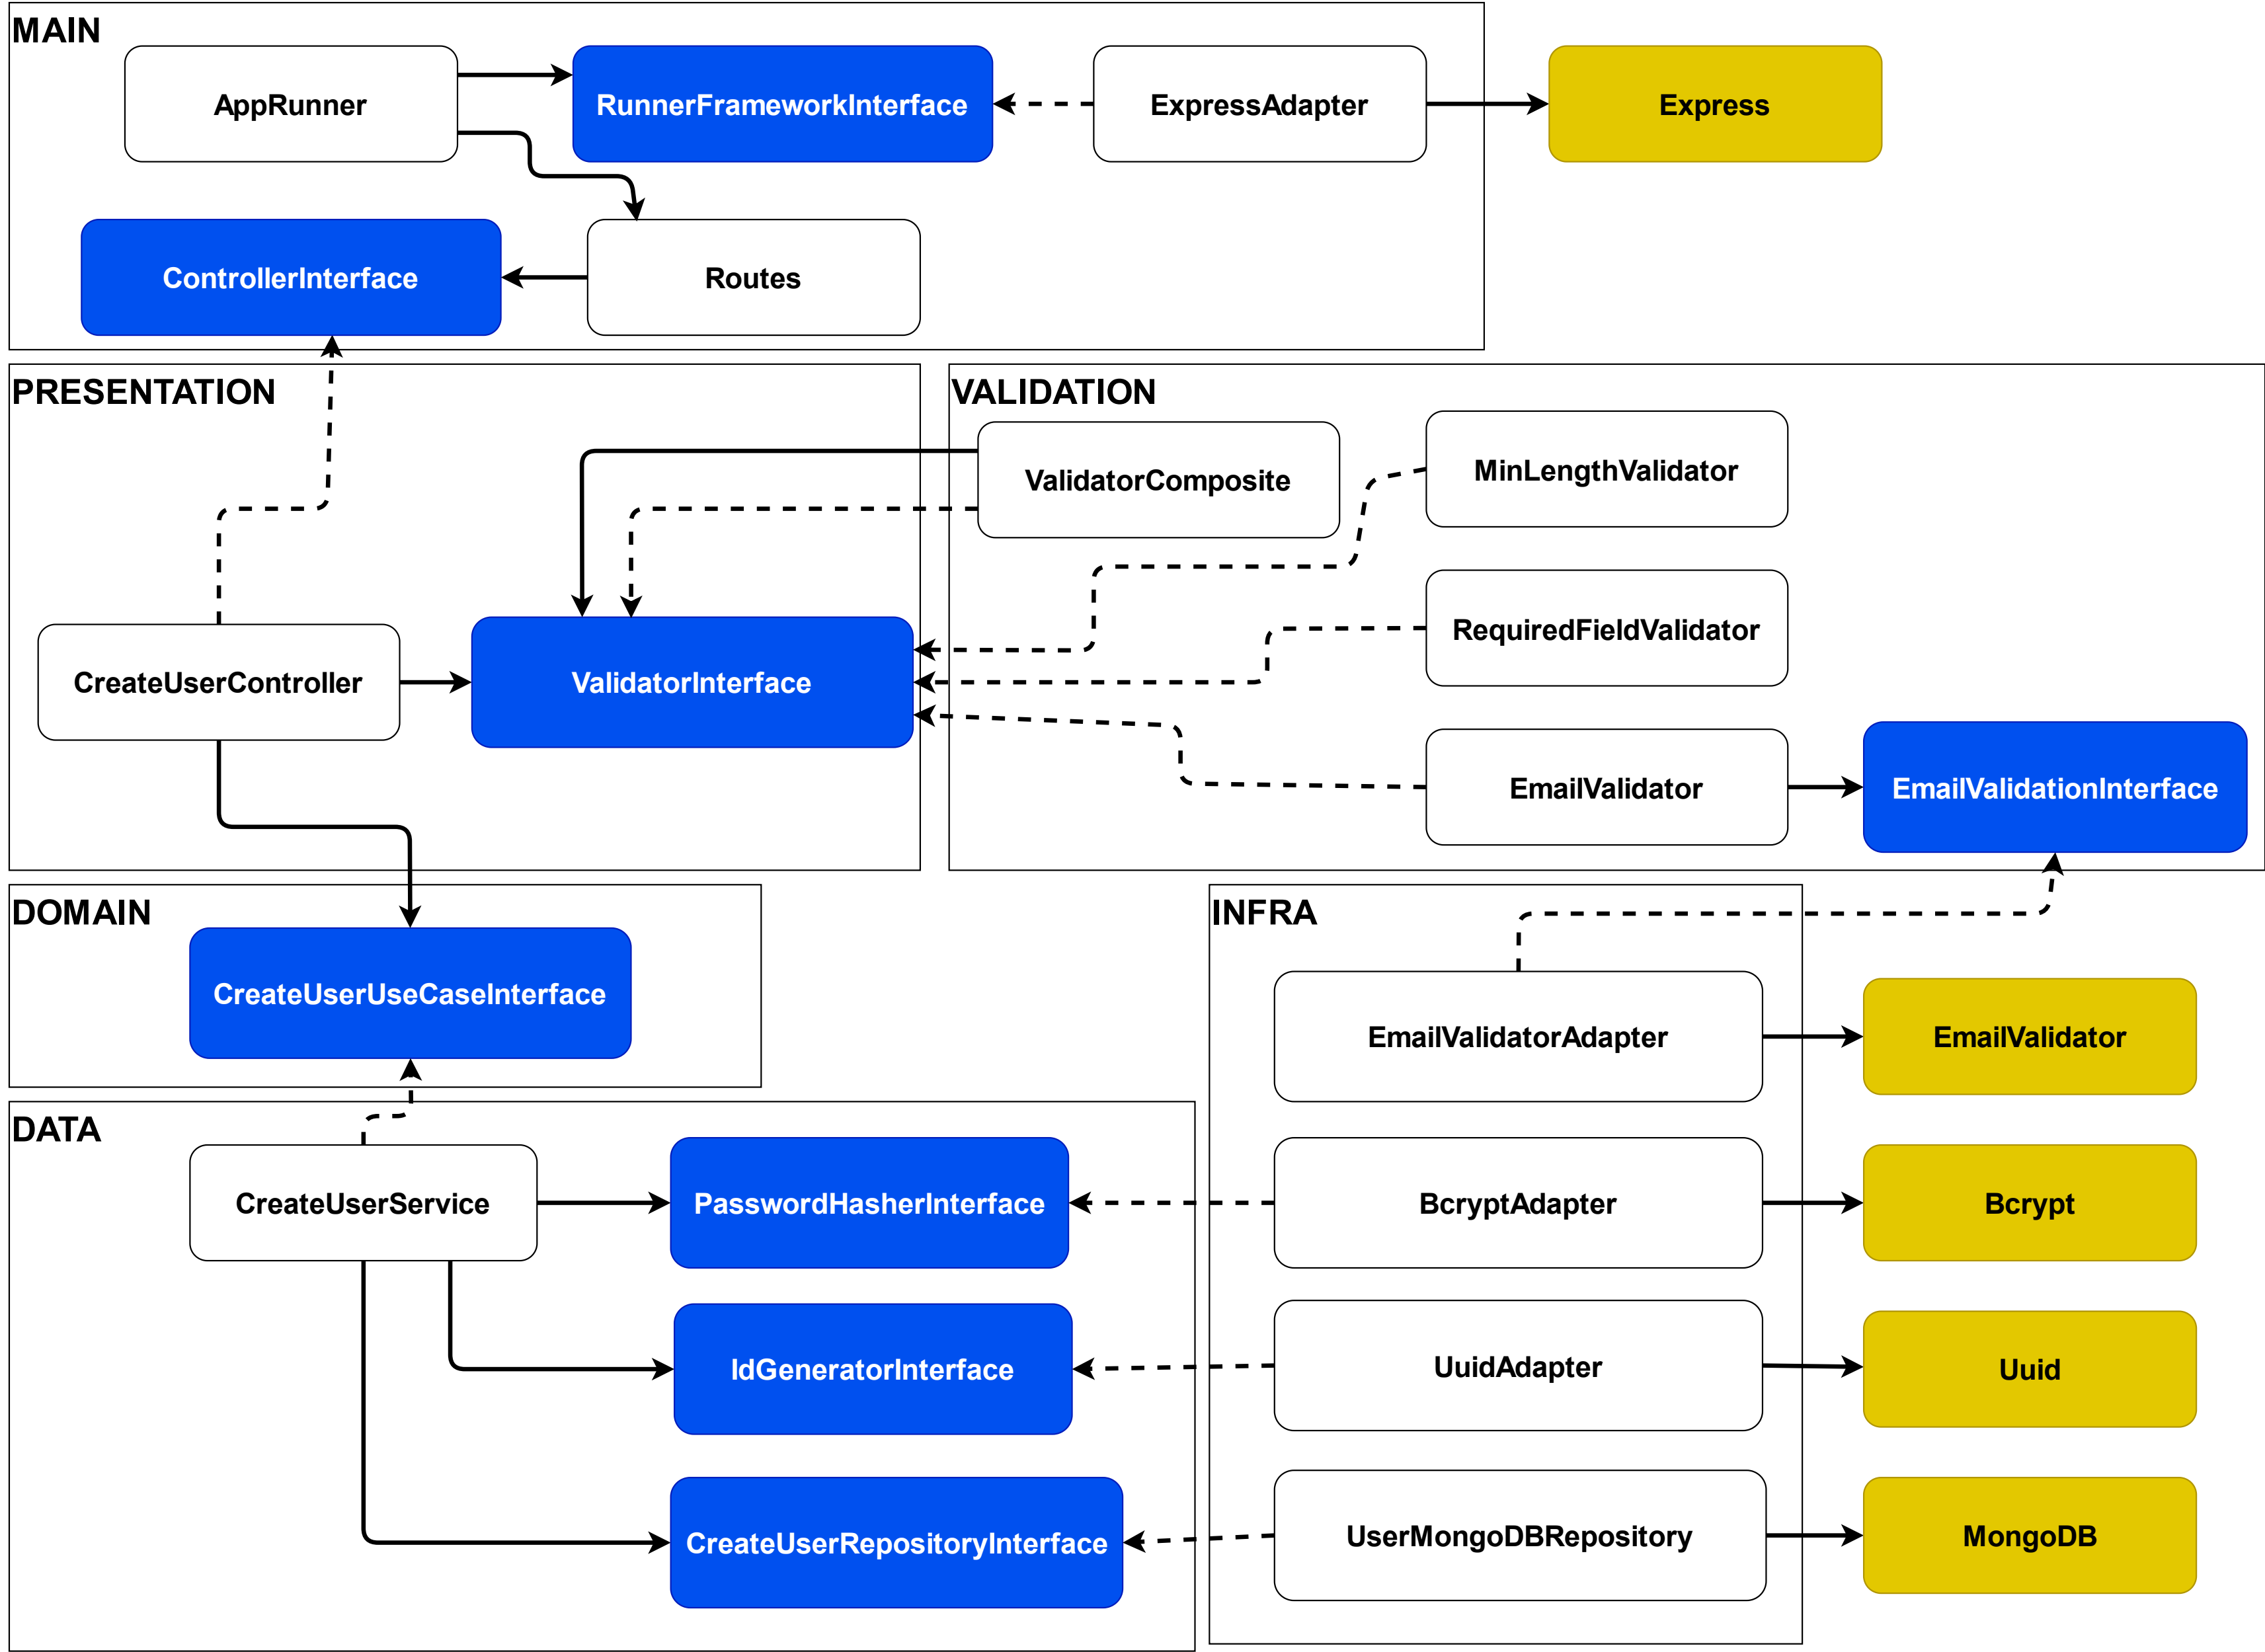 MAIN
AppRunner
RunnerFrameworkInterface
ExpressAdapter
Express
ControllerInterface
Routes
PRESENTATION
VALIDATION
ValidatorComposite
MinLengthValidator
RequiredFieldValidator
CreateUserController
ValidatorInterface
EmailValidator
EmailValidationInterface
DOMAIN
CreateUserUseCaseInterface
INFRA
EmailValidatorAdapter
EmailValidator
DATA
CreateUserService
PasswordHasherInterface
BcryptAdapter
Bcrypt
IdGeneratorInterface
UuidAdapter
Uuid
CreateUserRepositoryInterface
UserMongoDBRepository
MongoDB